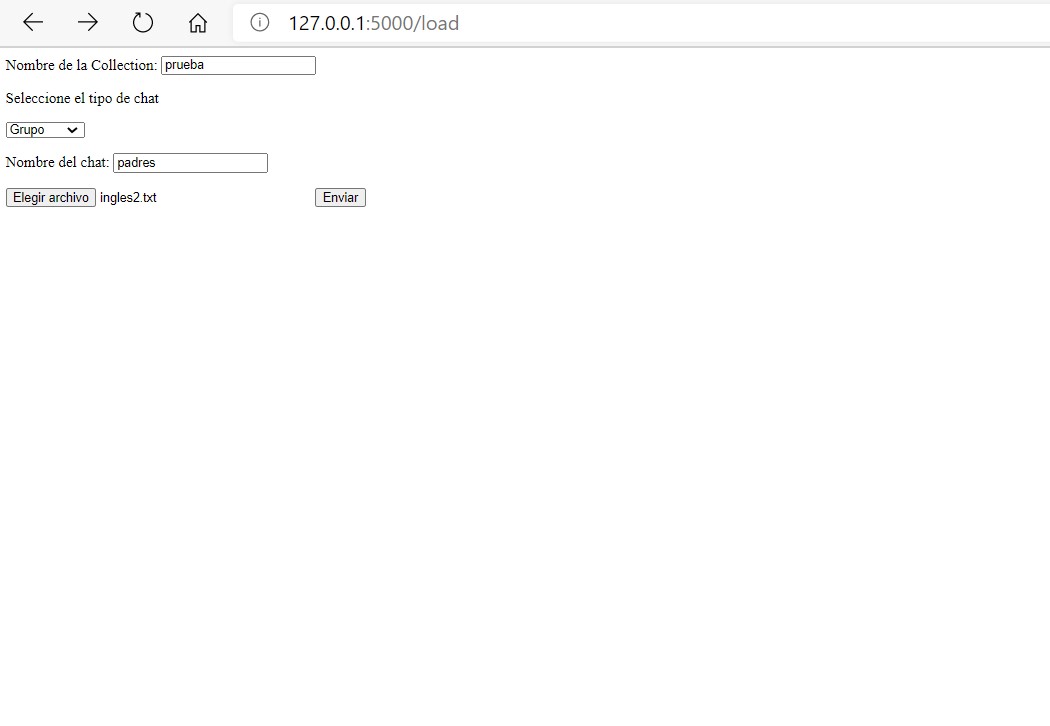 127.0.0.1:5000/load
Nombre de la Collection: prueba
Seleccione el tipo de chat
Grupo
Nombre del chat: padres
Elegir archivo ingles2.txt Enviar